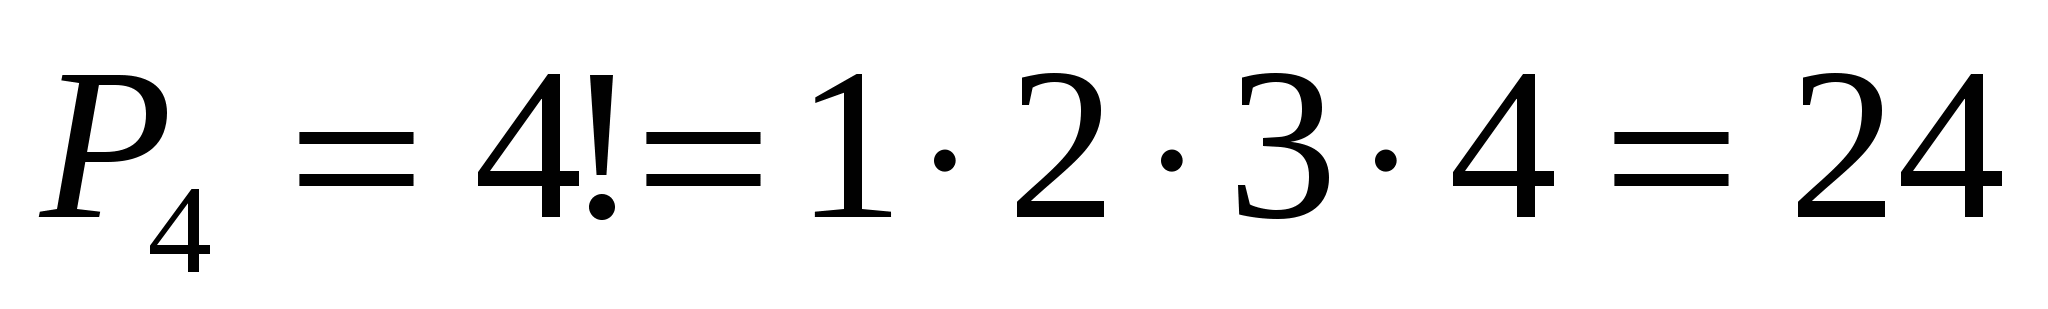 P₄ = 4! = 1 · 2 · 3 · 4 = 24